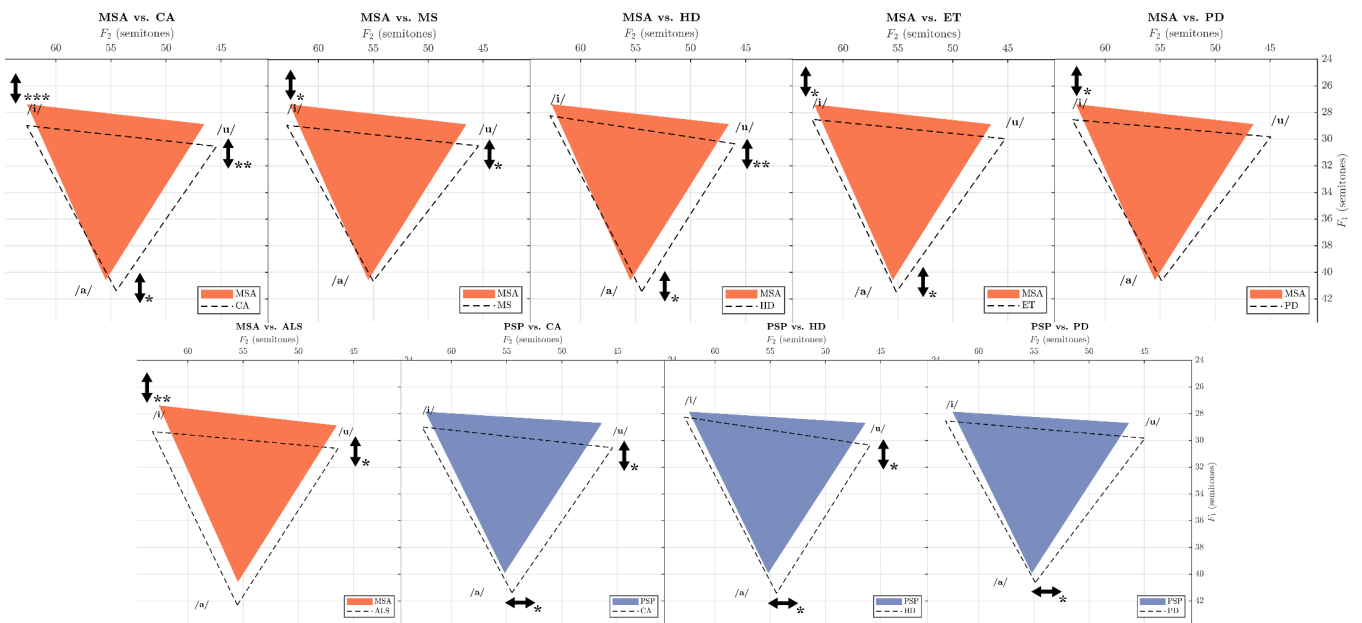 MSA vs. CA
F₂ (semitones)
60 55 50 45
***
/i/
/u/
**
/a/
*
MSA
CA
MSA vs. MS
F₂ (semitones)
60 55 50 45
*
/i/
/u/
*
/a/
MSA
MS
MSA vs. HD
F₂ (semitones)
60 55 50 45
/i/
/u/
**
/a/
*
MSA
HD
MSA vs. ET
F₂ (semitones)
60 55 50 45
*
/i/
/u/
/a/
*
MSA
ET
MSA vs. PD
F₂ (semitones)
60 55 50 45
*
/i/
/u/
/a/
MSA
PD
24
26
28
30
32
34
36
38
40
42
F₁ (semitones)
MSA vs. ALS
F₂ (semitones)
60 55 50 45
**
/i/
/u/
*
/a/
MSA
ALS
PSP vs. CA
F₂ (semitones)
60 55 50 45
/i/
/u/
*
/a/
*
PSP
CA
PSP vs. HD
F₂ (semitones)
60 55 50 45
/i/
/u/
*
/a/
*
PSP
HD
PSP vs. PD
F₂ (semitones)
60 55 50 45
/i/
/u/
/a/
*
PSP
PD
24
26
28
30
32
34
36
38
40
42
F₁ (semitones)